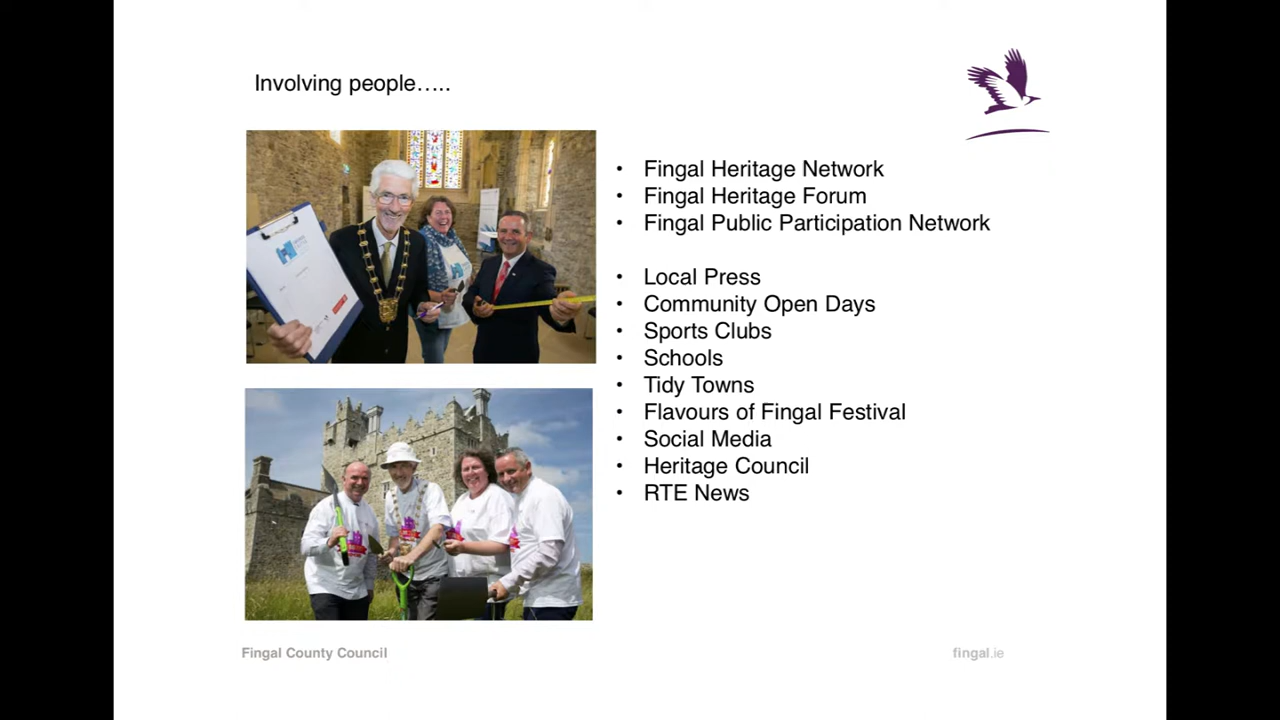 Involving people…..
• Fingal Heritage Network
• Fingal Heritage Forum
• Fingal Public Participation Network
• Local Press
• Community Open Days
• Sports Clubs
• Schools
• Tidy Towns
• Flavours of Fingal Festival
• Social Media
• Heritage Council
• RTE News
Fingal County Council
fingal.ie